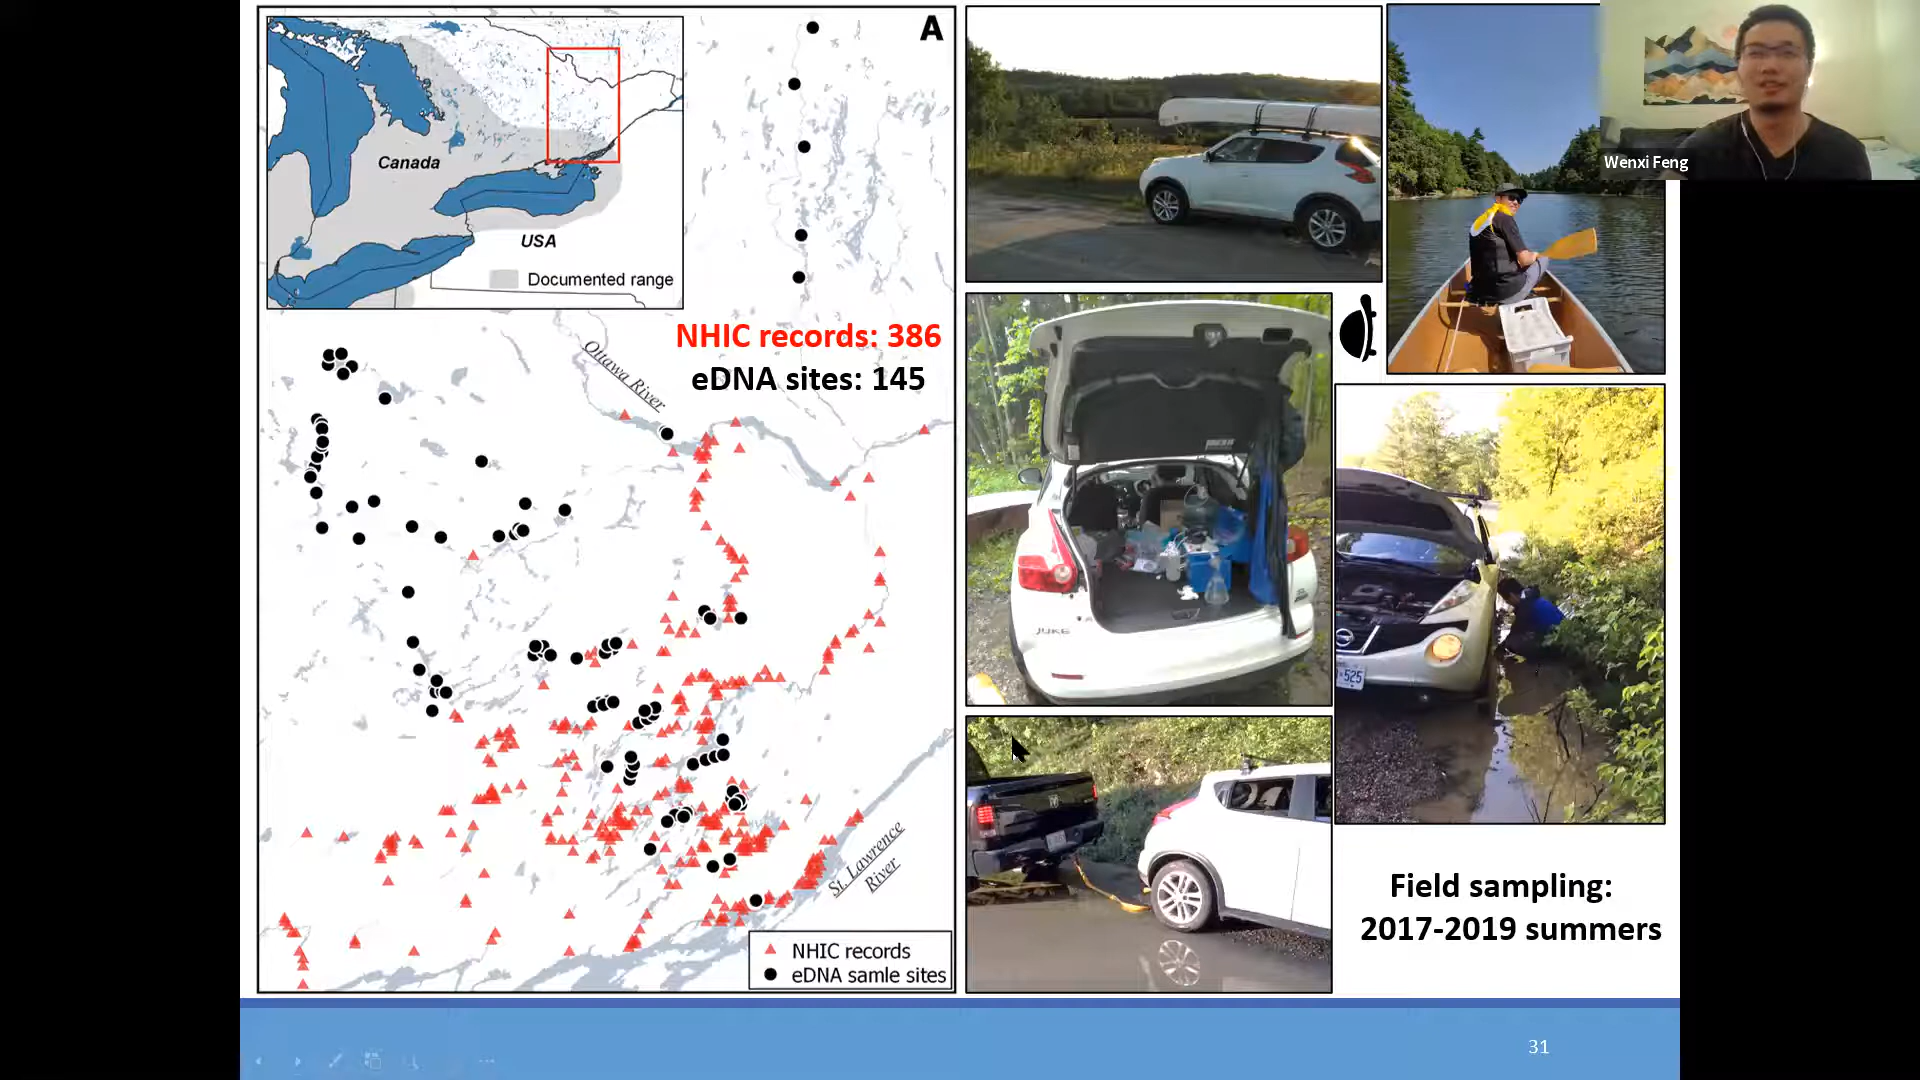 A
Canada
USA
Documented range
NHIC records: 386
eDNA sites: 145
Ottawa River
St. Lawrence
River
NHIC records
eDNA samle sites
Wenxi Feng
JUKE
525
Field sampling:
2017-2019 summers
31